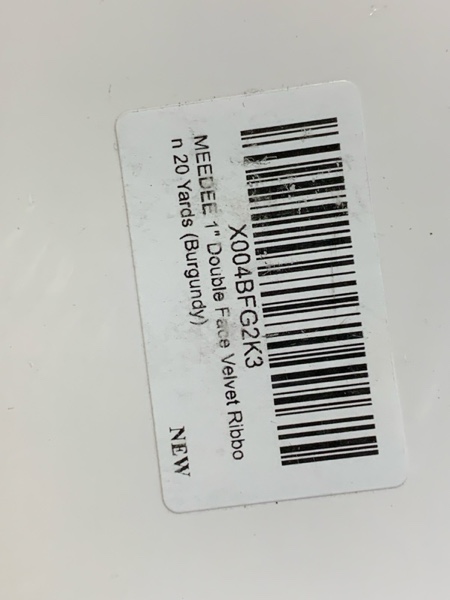 X004BFG2K3
MEEDEE 1" Double Face Velvet Ribbo
n 20 Yards (Burgundy)
NEW